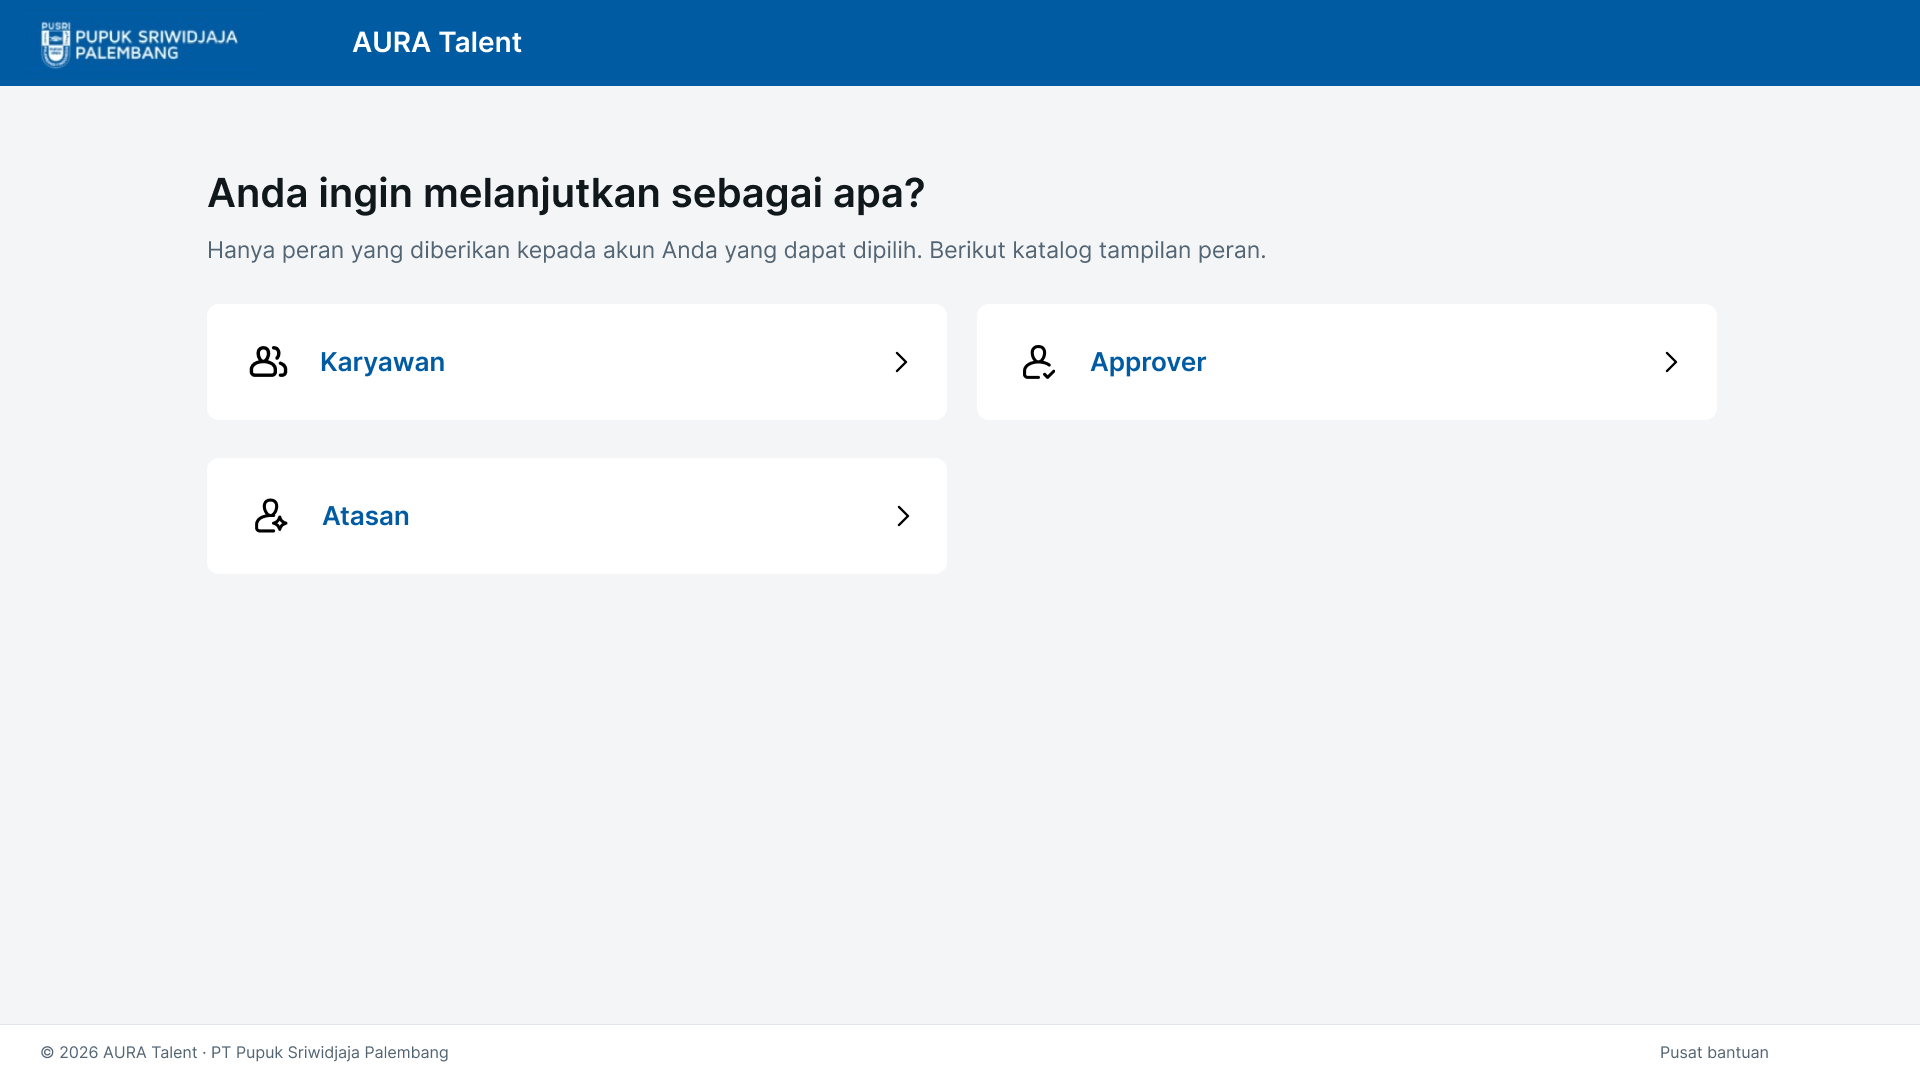 PUSRI
PUPUK SRIWIDJAJA
PALEMBANG
AURA Talent
Anda ingin melanjutkan sebagai apa?
Hanya peran yang diberikan kepada akun Anda yang dapat dipilih. Berikut katalog tampilan peran.
Karyawan
Approver
Atasan
© 2026 AURA Talent · PT Pupuk Sriwidjaja Palembang
Pusat bantuan